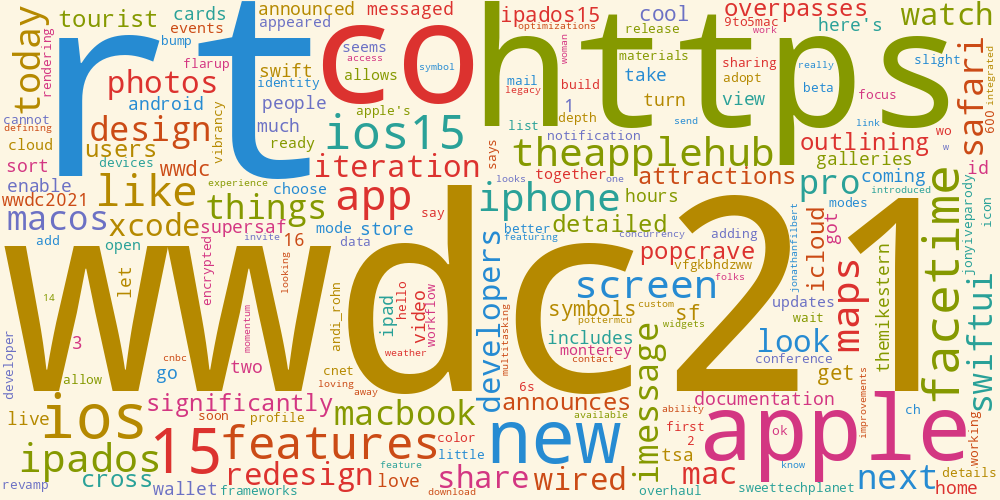 rt
co
https
wwdc21
tourist
cards
events
announced
appeared
messaged
ipados15
optimizations
cool
release
overpasses
9to5mac
work
here's
watch
today
rendering
bump
flarup
photos
android
swift
identity
seems
access
allows
symbol
mail
legacy
woman
build
materials
take
sharing
adopt
really
beta
focus
slight
safari
integrated
600
cannot
defining
cloud
design
users
devices
vibrancy
people
much
ready
apple's
ios15
list
1
depth
turn
view
send
notification
link
outlining
wo
w
says
theapplehub
galleries
sort
enable
wwdc
wwdc2021
like
experience
choose
iteration
looks
together
one
attractions
coming
introduced
id
macos
xcode
things
supersaf
app
say
iphone
hours
pro
modes
icon
add
open
invite
16
mode
store
data
better
featuring
detailed
concurrency
adding
jonathanfilbert
icloud
got
facetime
jonyiveparody
let
encrypted
looking
popcrave
vfgkbhdzww
folks
14
momentum
andi_rohn
ipad
hello
video
workflow
developers
multitasking
screen
symbols
pottermcu
custom
sf
widgets
updates
wait
maps
themikestern
swiftui
developer
3
allow
cnbc
go
two
cnet
loving
away
weather
includes
monterey
contact
imessage
look
conference
get
improvements
6s
live
ios
significantly
soon
profile
macbook
color
little
announces
available
new
ability
first
2
documentation
apple
ok
ch
working
ipados
15
features
redesign
love
feature
share
wired
tsa
mac
know
next
details
home
revamp
cross
wallet
frameworks
download
overhaul
sweettechplanet